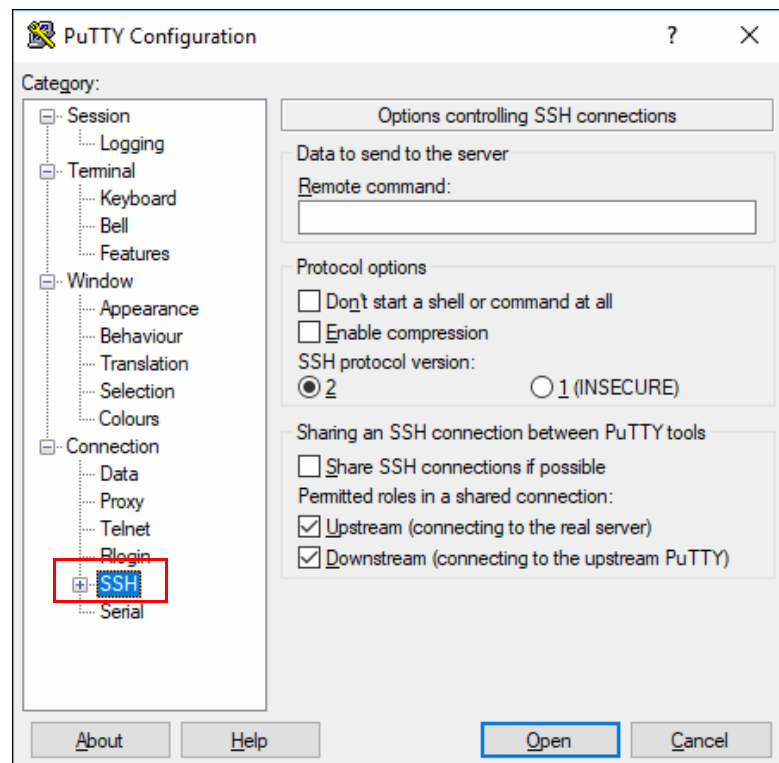 PuTTY Configuration
?
Category:
Session
Logging
Terminal
Keyboard
Bell
Features
Window
Appearance
Behaviour
Translation
Selection
Colours
Connection
Data
Proxy
Telnet
Rlogin
SSH
Serial
Options controlling SSH connections
Data to send to the server
Remote command:
Protocol options
Don't start a shell or command at all
Enable compression
SSH protocol version:
2 1 (INSECURE)
Sharing an SSH connection between PuTTY tools
Share SSH connections if possible
Permitted roles in a shared connection:
Upstream (connecting to the real server)
Downstream (connecting to the upstream PuTTY)
About Help Open Cancel